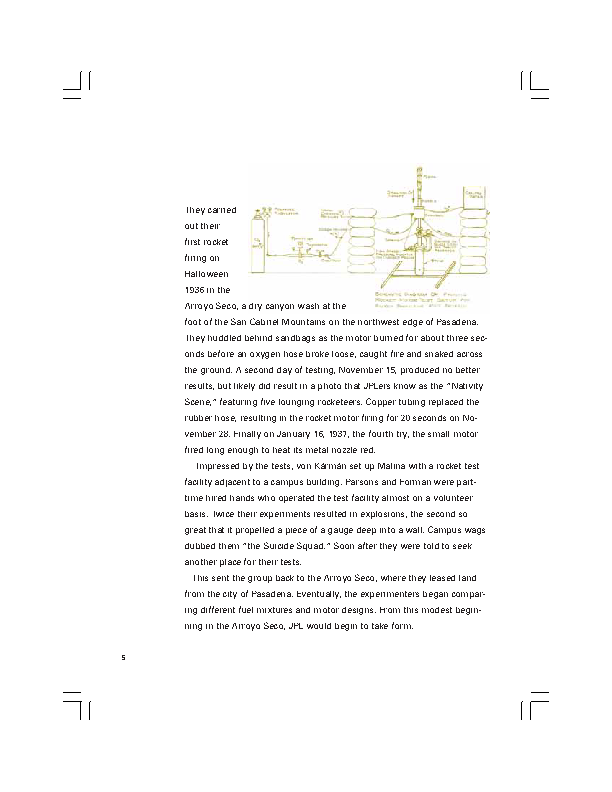 They carried
out their
first rocket
firing on
Halloween
1936 in the
Arroyo Seco, a dry canyon wash at the
foot of the San Gabriel Mountains on the northwest edge of Pasadena.
They huddled behind sandbags as the motor burned for about three sec-
onds before an oxygen hose broke loose, caught fire and snaked across
the ground. A second day of testing, November 15, produced no better
results, but likely did result in a photo that JPLers know as the “Nativity
Scene,” featuring five lounging rocketeers. Copper tubing replaced the
rubber hose, resulting in the rocket motor firing for 20 seconds on No-
vember 28. Finally on January 16, 1937, the fourth try, the small motor
fired long enough to heat its metal nozzle red.
Impressed by the tests, von Kármán set up Malina with a rocket test
facility adjacent to a campus building. Parsons and Forman were part-
time hired hands who operated the test facility almost on a volunteer
basis. Twice their experiments resulted in explosions, the second so
great that it propelled a piece of a gauge deep into a wall. Campus wags
dubbed them “the Suicide Squad.” Soon after they were told to seek
another place for their tests.
This sent the group back to the Arroyo Seco, where they leased land
from the city of Pasadena. Eventually, the experimenters began compar-
ing different fuel mixtures and motor designs. From this modest begin-
ning in the Arroyo Seco, JPL would begin to take form.
5